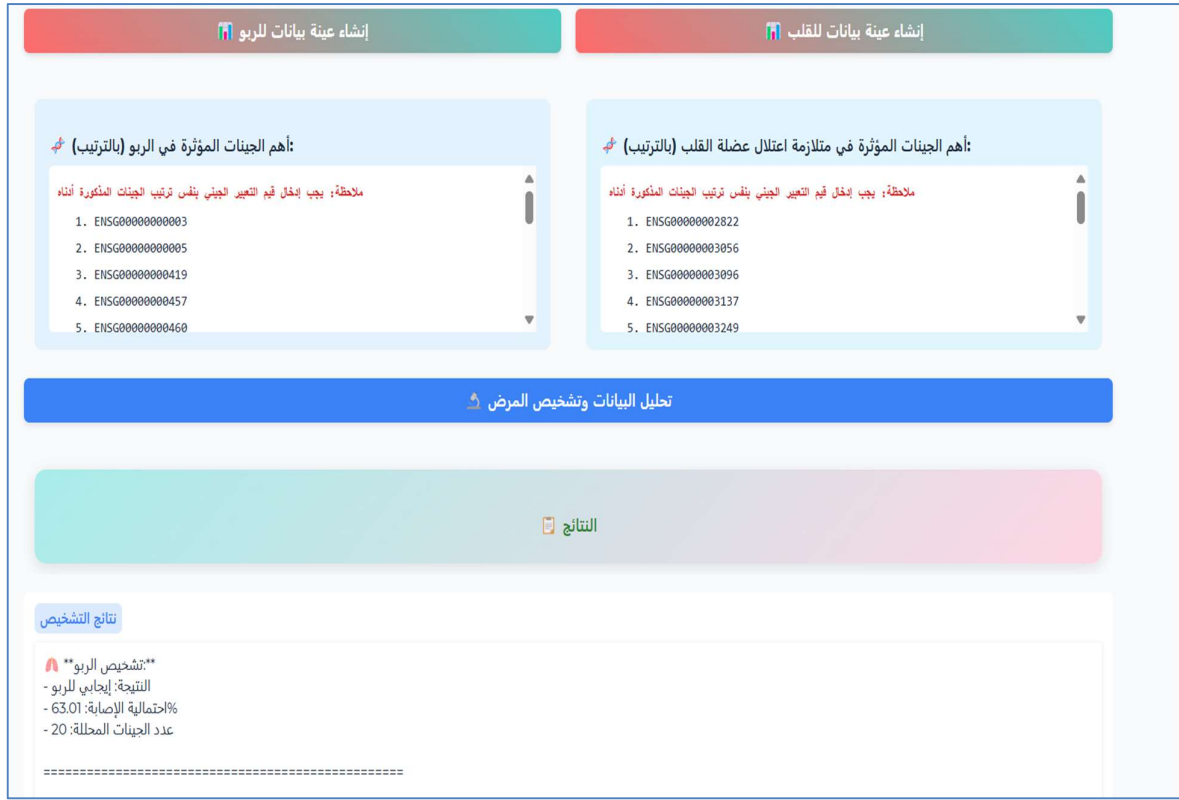 إنشاء عينة بيانات للقلب 📊
إنشاء عينة بيانات للربو 📊
أهم الجينات المؤثرة في متلازمة اعتلال عضلة القلب (بالترتيب) 🧬:
ملاحظة: يجب إدخال قيم التعبير الجيني بنفس ترتيب الجينات المذكورة أدناه
1. ENSG00000002822
2. ENSG00000003056
3. ENSG00000003096
4. ENSG00000003137
5. ENSG00000003249
أهم الجينات المؤثرة في الربو (بالترتيب) 🧬:
ملاحظة: يجب إدخال قيم التعبير الجيني بنفس ترتيب الجينات المذكورة أدناه
1. ENSG00000000003
2. ENSG00000000005
3. ENSG00000000419
4. ENSG00000000457
5. ENSG00000000460
تحليل البيانات وتشخيص المرض 🔬
النتائج 📋
نتائج التشخيص
🫁 **تشخيص الربو:**
- النتيجة: إيجابي للربو
- احتمالية الإصابة: 63.01%
- عدد الجينات المحللة: 20
==================================================